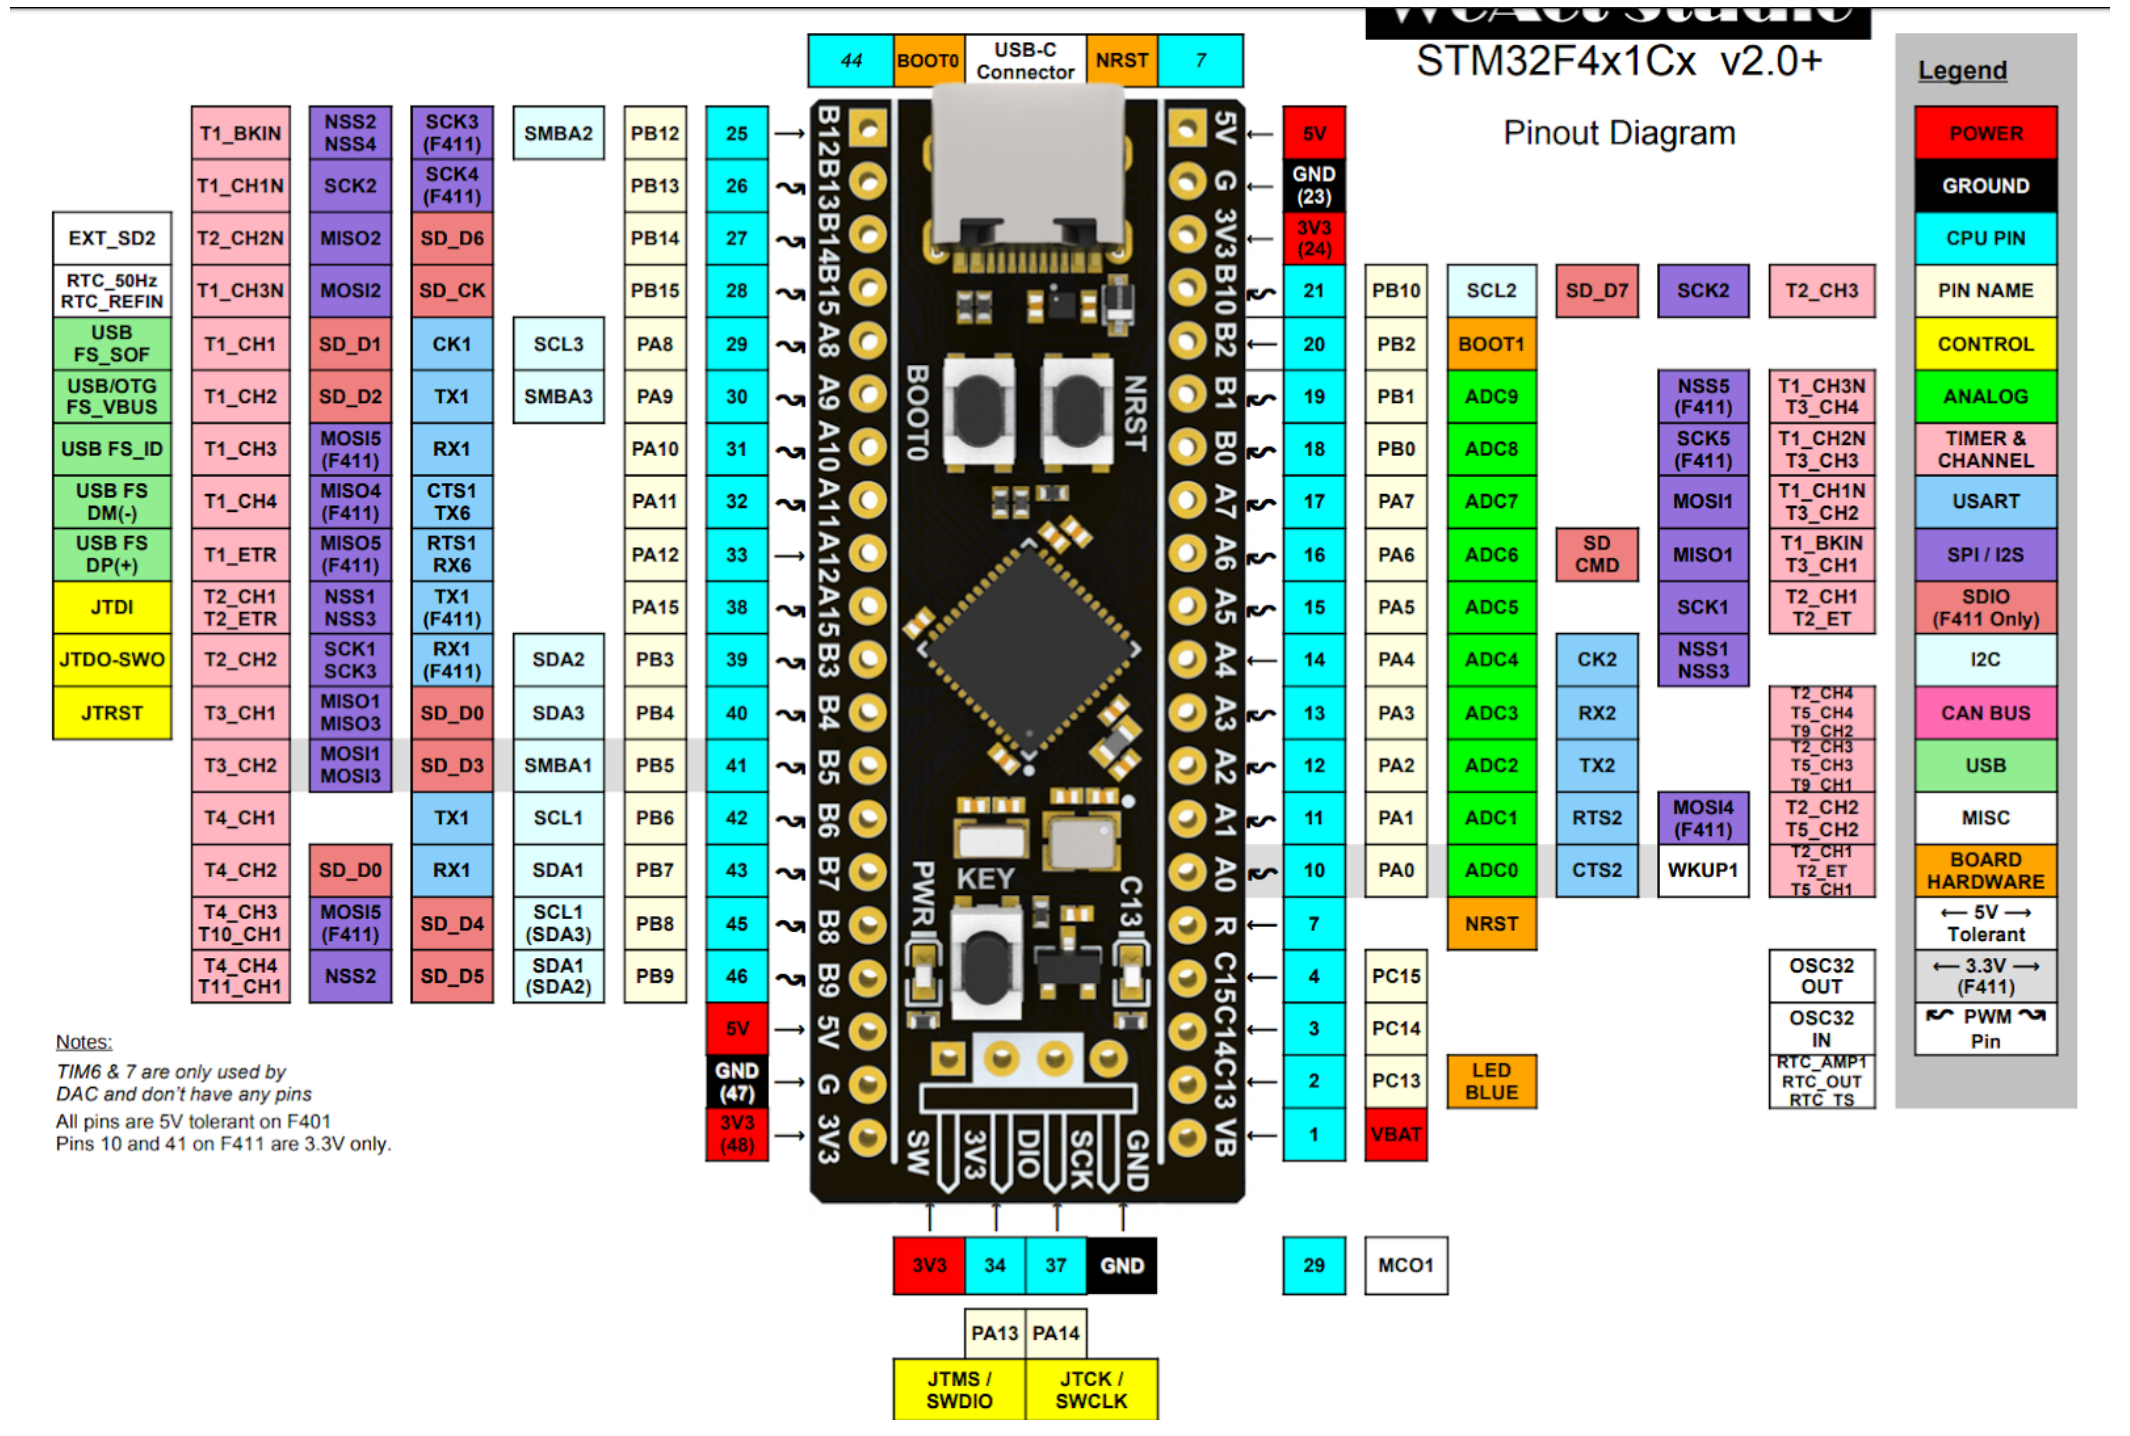 WeAct Studio
STM32F4x1Cx v2.0+
Pinout Diagram
44
BOOT0
USB-C
Connector
NRST
7
T1_BKIN
NSS2
NSS4
SCK3
(F411)
SMBA2
PB12
25
B12
T1_CH1N
SCK2
SCK4
(F411)
PB13
26
B13
EXT_SD2
T2_CH2N
MISO2
SD_D6
PB14
27
B14
RTC_50Hz
RTC_REFIN
T1_CH3N
MOSI2
SD_CK
PB15
28
B15
USB
FS_SOF
T1_CH1
SD_D1
CK1
SCL3
PA8
29
A8
USB/OTG
FS_VBUS
T1_CH2
SD_D2
TX1
SMBA3
PA9
30
A9
USB FS_ID
T1_CH3
MOSI5
(F411)
RX1
PA10
31
A10
USB FS
DM(-)
T1_CH4
MISO4
(F411)
CTS1
TX6
PA11
32
A11
USB FS
DP(+)
T1_ETR
MISO5
(F411)
RTS1
RX6
PA12
33
A12
JTDI
T2_CH1
T2_ETR
NSS1
NSS3
TX1
(F411)
PA15
38
A15
JTDO-SWO
T2_CH2
SCK1
SCK3
RX1
(F411)
SDA2
PB3
39
B3
JTRST
T3_CH1
MISO1
MISO3
SD_D0
SDA3
PB4
40
B4
T3_CH2
MOSI1
MOSI3
SD_D3
SMBA1
PB5
41
B5
T4_CH1
TX1
SCL1
PB6
42
B6
T4_CH2
SD_D0
RX1
SDA1
PB7
43
B7
T4_CH3
T10_CH1
MOSI5
(F411)
SD_D4
SCL1
(SDA3)
PB8
45
B8
T4_CH4
T11_CH1
NSS2
SD_D5
SDA1
(SDA2)
PB9
46
B9
5V
5V
GND
(47)
G
3V3
(48)
3V3
Notes:
TIM6 & 7 are only used by
DAC and don't have any pins
All pins are 5V tolerant on F401
Pins 10 and 41 on F411 are 3.3V only.
BOOT0
NRST
PWR
KEY
C13
SW
3V3
DIO
SCK
GND
3V3
34
37
GND
PA13
PA14
JTMS /
SWDIO
JTCK /
SWCLK
5V
5V
G
GND
(23)
3V3
3V3
(24)
B10
21
PB10
SCL2
SD_D7
SCK2
T2_CH3
B2
20
PB2
BOOT1
B1
19
PB1
ADC9
NSS5
(F411)
T1_CH3N
T3_CH4
B0
18
PB0
ADC8
SCK5
(F411)
T1_CH2N
T3_CH3
A7
17
PA7
ADC7
MOSI1
T1_CH1N
T3_CH2
A6
16
PA6
ADC6
SD
CMD
MISO1
T1_BKIN
T3_CH1
A5
15
PA5
ADC5
SCK1
T2_CH1
T2_ET
A4
14
PA4
ADC4
CK2
NSS1
NSS3
A3
13
PA3
ADC3
RX2
T2_CH4
T5_CH4
T9_CH2
A2
12
PA2
ADC2
TX2
T2_CH3
T5_CH3
T9_CH1
A1
11
PA1
ADC1
RTS2
MOSI4
(F411)
T2_CH2
T5_CH2
A0
10
PA0
ADC0
CTS2
WKUP1
T2_CH1
T2_ET
T5_CH1
R
7
NRST
C15
4
PC15
OSC32
OUT
C14
3
PC14
OSC32
IN
C13
2
PC13
LED
BLUE
RTC_AMP1
RTC_OUT
RTC_TS
VB
1
VBAT
29
MCO1
Legend
POWER
GROUND
CPU PIN
PIN NAME
CONTROL
ANALOG
TIMER &
CHANNEL
USART
SPI / I2S
SDIO
(F411 Only)
I2C
CAN BUS
USB
MISC
BOARD
HARDWARE
← 5V →
Tolerant
← 3.3V →
(F411)
PWM
Pin